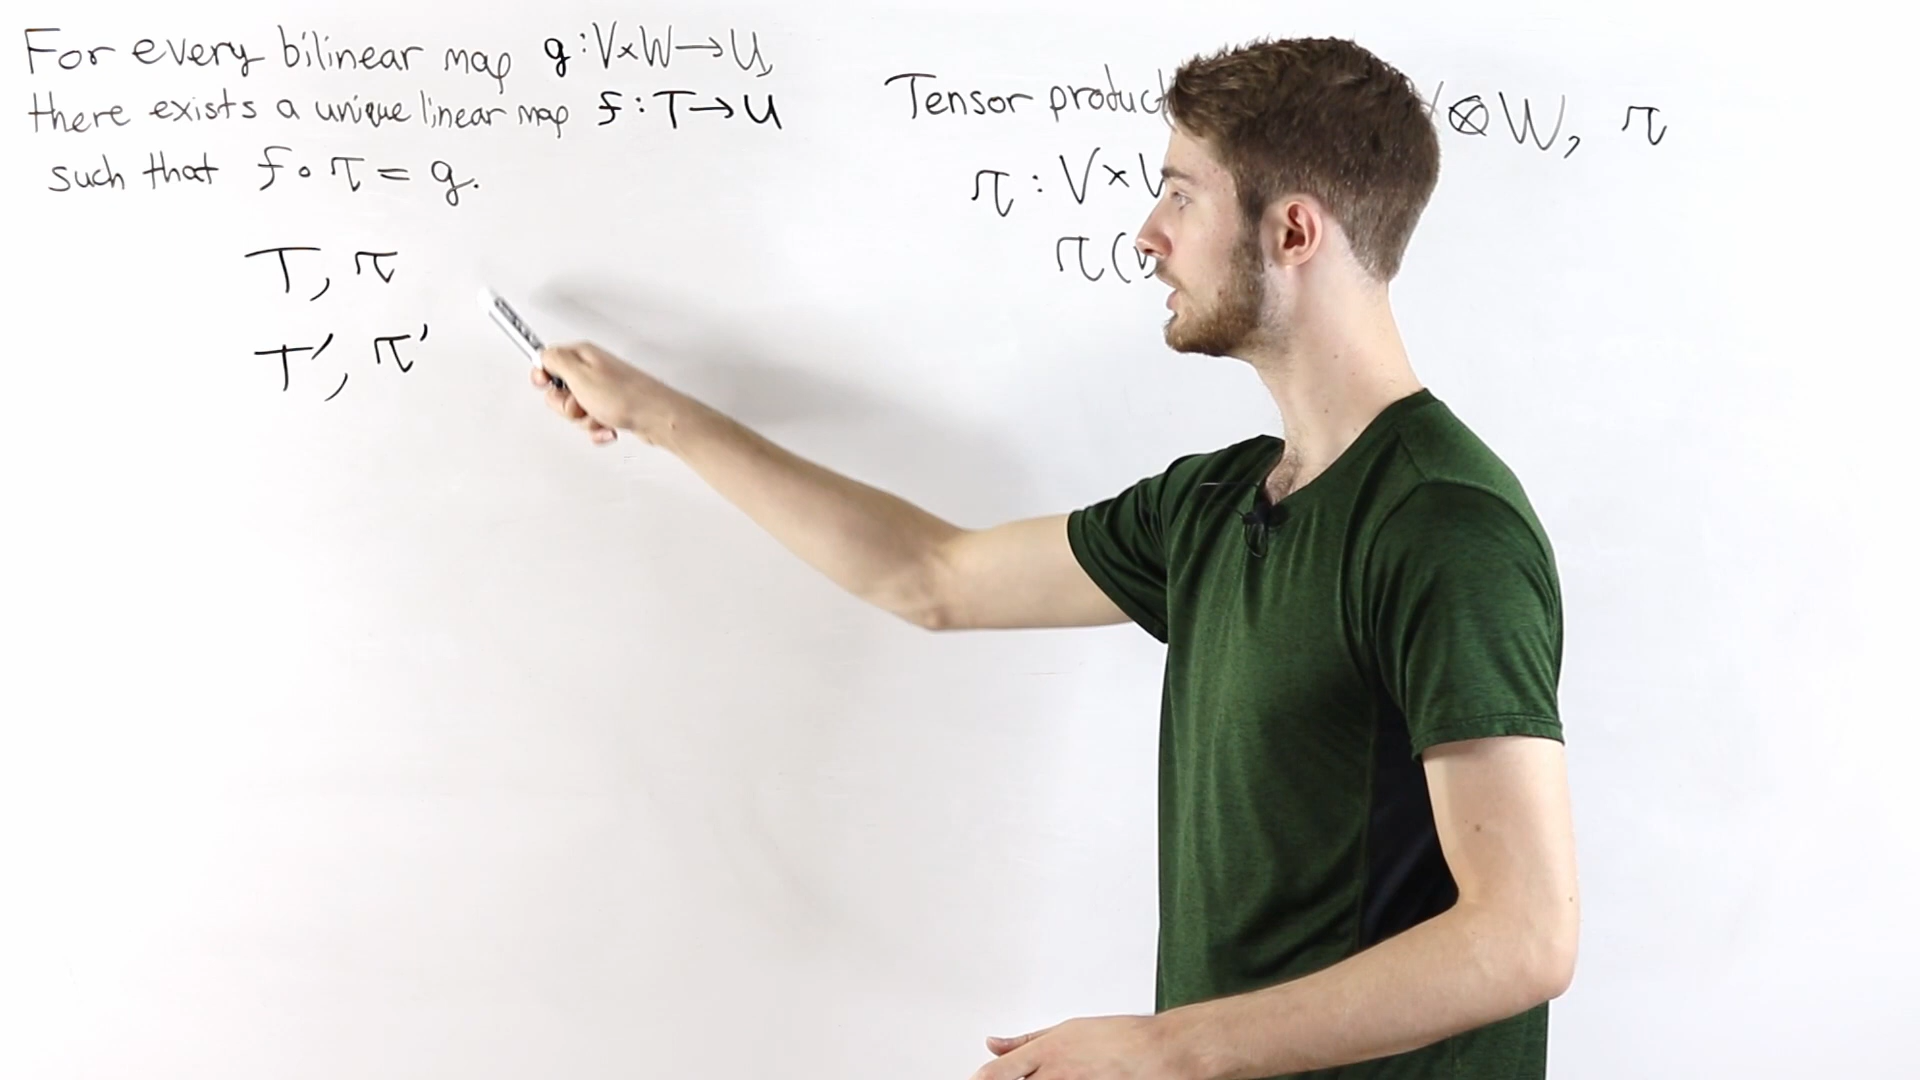 For every bilinear map g : V×W → U,
there exists a unique linear map f : T → U
such that f ∘ π = g.
T, π
T′, π′
Tensor product ⊗ W, π
π : V×
π(